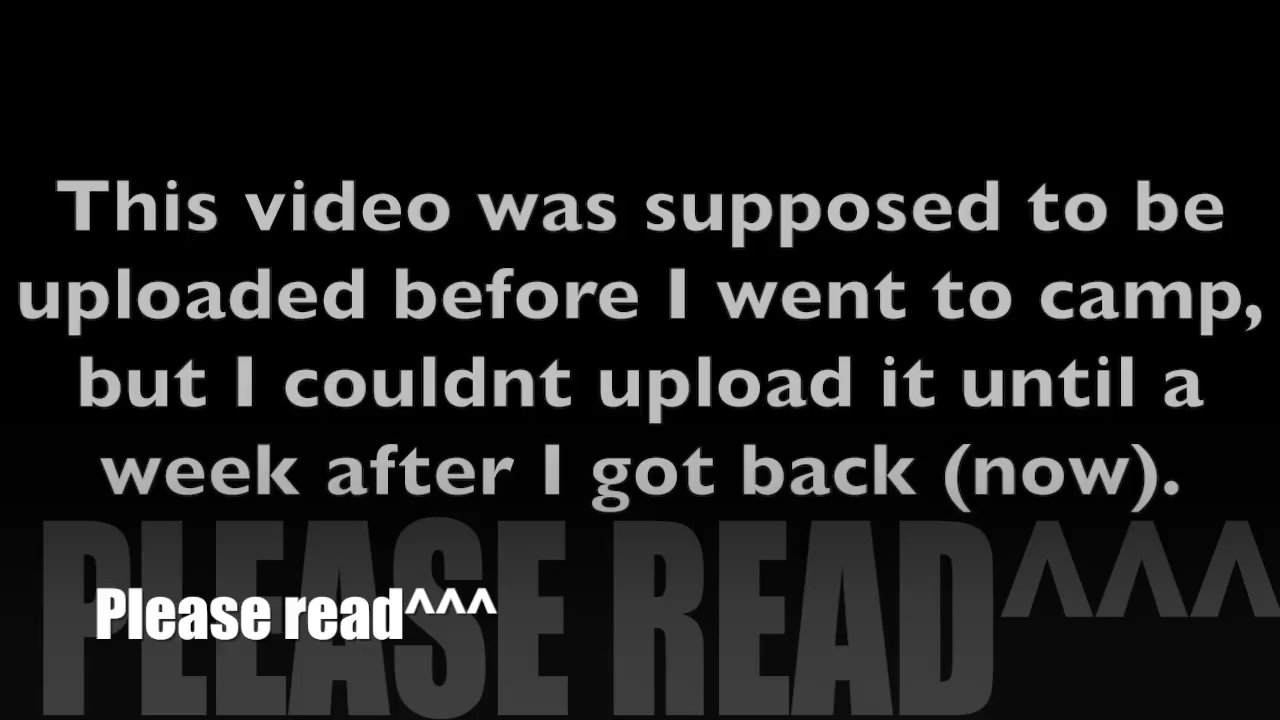 This video was supposed to be
uploaded before I went to camp,
but I couldnt upload it until a
week after I got back (now).
PLEASE READ^^^
Please read^^^